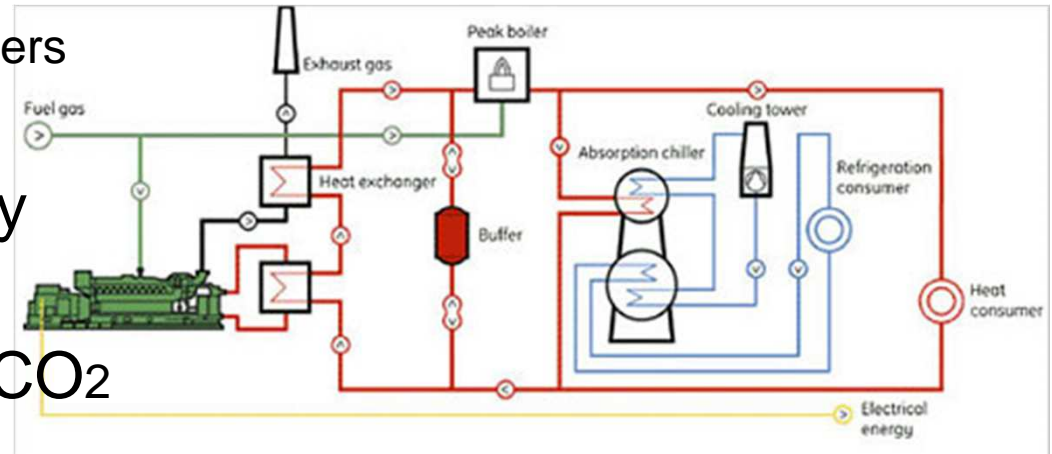 ers
Peak boiler
Exhaust gas
Fuel gas
Cooling tower
Absorption chiller
Refrigeration
consumer
Heat exchanger
y
Buffer
Heat
consumer
CO2
Electrical
energy